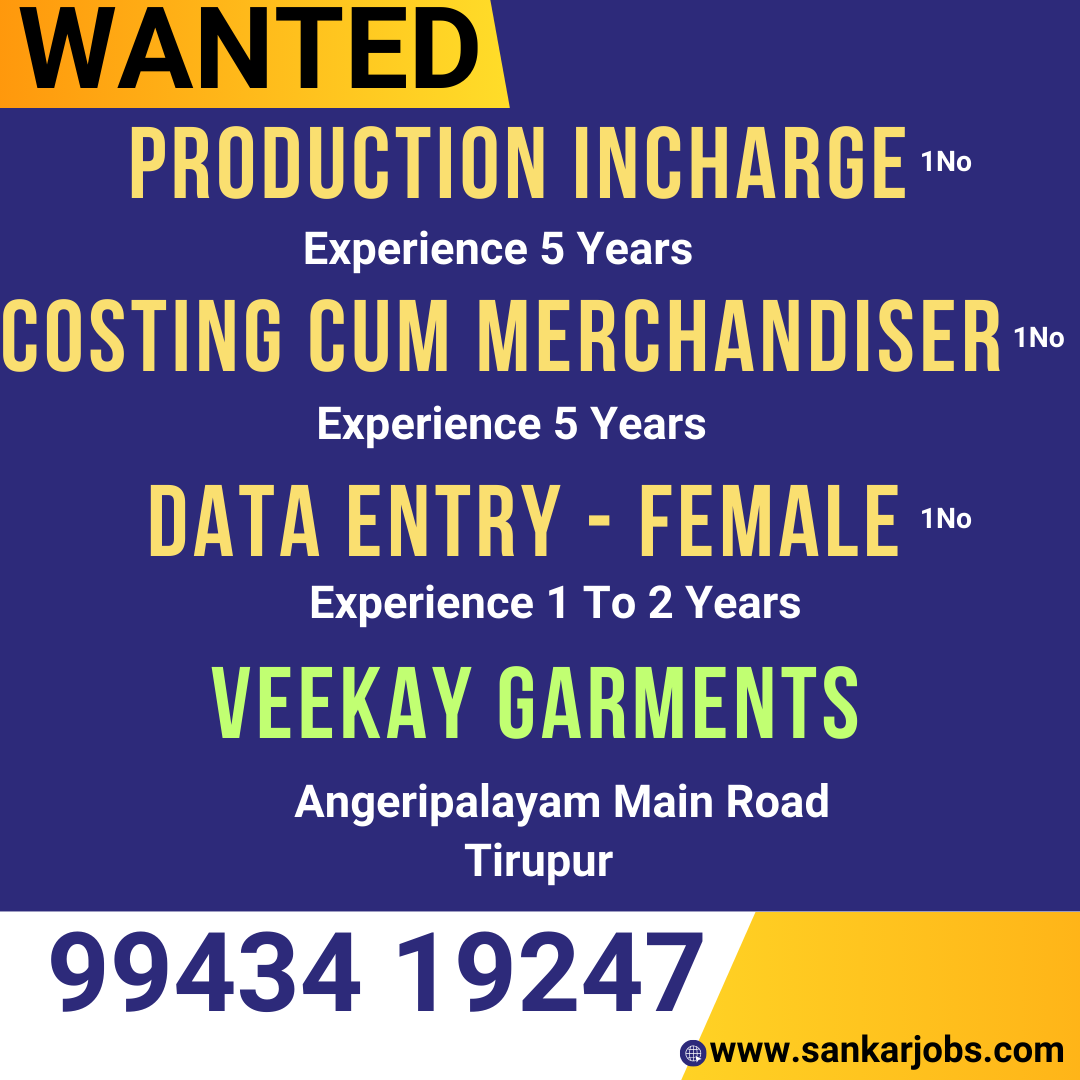 WANTED
PRODUCTION INCHARGE 1No
Experience 5 Years
COSTING CUM MERCHANDISER 1No
Experience 5 Years
DATA ENTRY - FEMALE 1No
Experience 1 To 2 Years
VEEKAY GARMENTS
Angeripalayam Main Road
Tirupur
99434 19247
www.sankarjobs.com